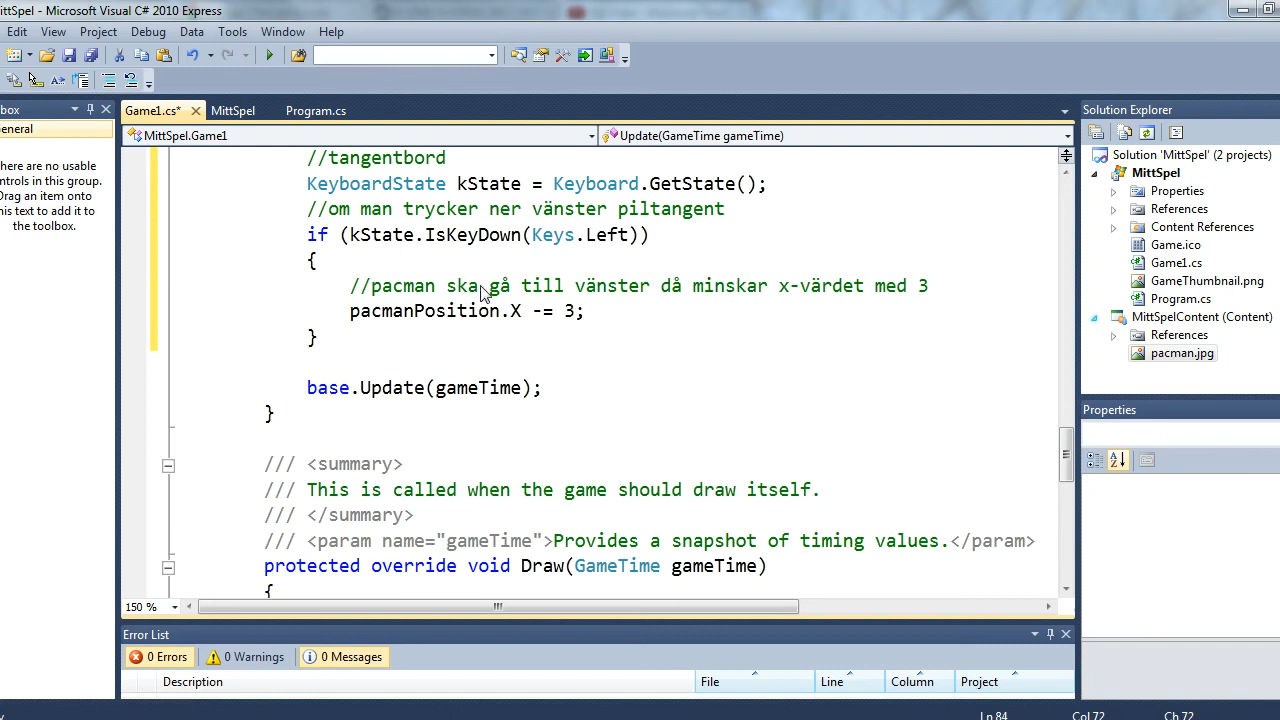 MittSpel - Microsoft Visual C# 2010 Express
Edit View Project Debug Data Tools Window Help
box
General
There are no usable
controls in this group.
Drag an item onto
this text to add it to
the toolbox.
Game1.cs* MittSpel Program.cs
MittSpel.Game1 Update(GameTime gameTime)
//tangentbord
KeyboardState kState = Keyboard.GetState();
//om man trycker ner vänster piltangent
if (kState.IsKeyDown(Keys.Left))
{
//pacman ska gå till vänster då minskar x-värdet med 3
pacmanPosition.X -= 3;
}
base.Update(gameTime);
}
/// <summary>
/// This is called when the game should draw itself.
/// </summary>
/// <param name="gameTime">Provides a snapshot of timing values.</param>
protected override void Draw(GameTime gameTime)
{
150 %
Solution Explorer
Solution 'MittSpel' (2 projects)
MittSpel
Properties
References
Content References
Game.ico
Game1.cs
GameThumbnail.png
Program.cs
MittSpelContent (Content)
References
pacman.jpg
Properties
Error List
0 Errors 0 Warnings 0 Messages
Description File Line Column Project
Ln 84 Col 72 Ch 72